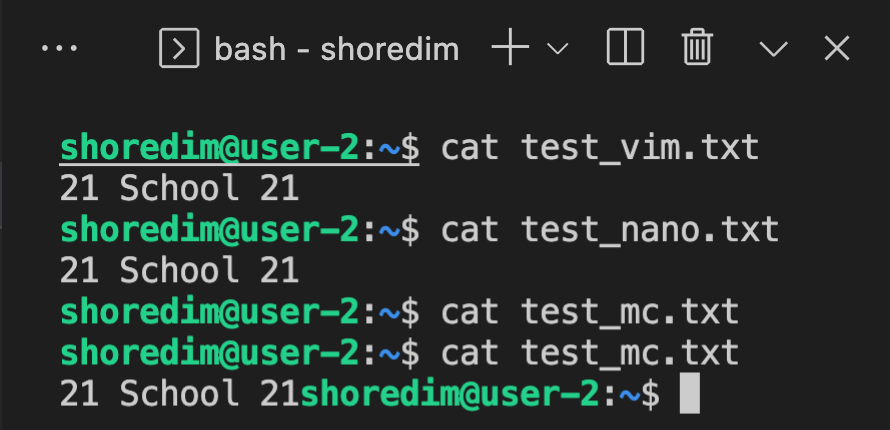 bash - shoredim
shoredim@user-2:~$ cat test_vim.txt
21 School 21
shoredim@user-2:~$ cat test_nano.txt
21 School 21
shoredim@user-2:~$ cat test_mc.txt
shoredim@user-2:~$ cat test_mc.txt
21 School 21shoredim@user-2:~$